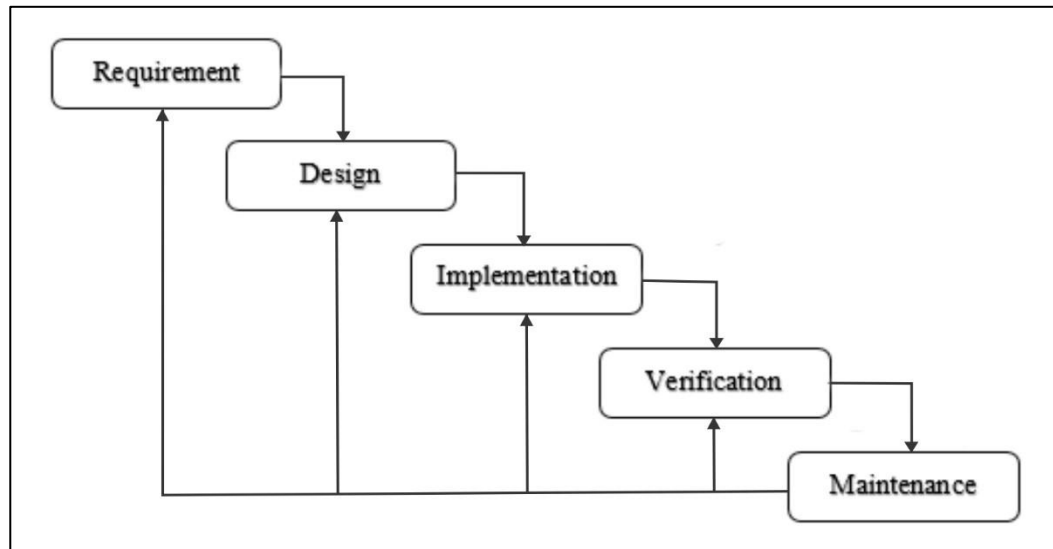 Requirement
Design
Implementation
Verification
Maintenance